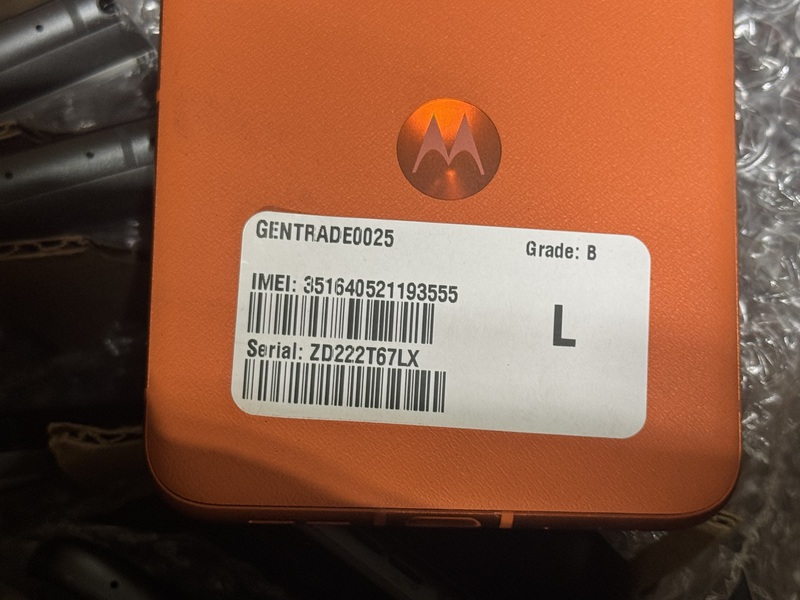 GENTRADE0025
Grade: B
IMEI: 351640521193555
L
Serial: ZD222T67LX